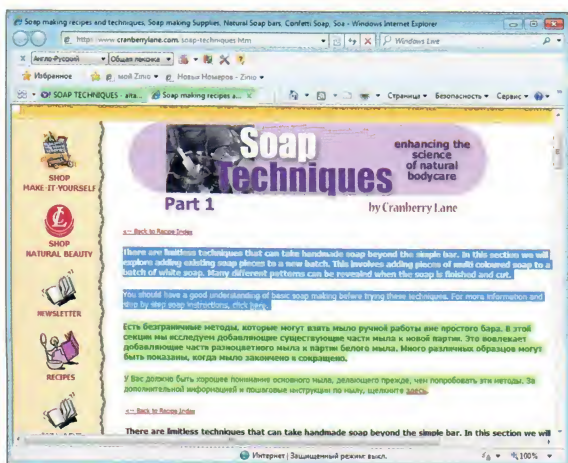 Soap making recipes and techniques, Soap making Supplies, Natural Soap bars, Confetti Soap, Soa - Windows Internet Explorer
http://www.cranberrylane.com/soap-techniques.htm
Windows Live
Англо-Русский
Общая лексика
Избранное
мой Zinio
Новых Номеров - Zinio
SOAP TECHNIQUES - alta...
Soap making recipes a...
Страница
Безопасность
Сервис
Soap
Techniques
enhancing the
science
of natural
bodycare
Part 1
by Cranberry Lane
SHOP
MAKE-IT-YOURSELF
SHOP
NATURAL BEAUTY
NEWSLETTER
RECIPES
<-- Back to Recipe Index
There are limitless techniques that can take handmade soap beyond the simple bar. In this section we will
explore adding existing soap pieces to a new batch. This involves adding pieces of multi coloured soap to a
batch of white soap. Many different patterns can be revealed when the soap is finished and cut.
You should have a good understanding of basic soap making before trying these techniques. For more information and
step by step soap instructions, click here.
Есть безграничные методы, которые могут взять мыло ручной работы вне простого бара. В этой
секции мы исследуем добавляющие существующие части мыла к новой партии. Это вовлекает
добавляющие части разноцветного мыла к партии белого мыла. Много различных образцов могут
быть показаны, когда мыло закончено и сокращено.
У Вас должно быть хорошее понимание основного мыла, делающего прежде, чем попробовать эти методы. За
дополнительной информацией и пошаговые инструкции по мылу, щелкните здесь.
<-- Back to Recipe Index
There are limitless techniques that can take handmade soap beyond the simple bar. In this section we will
Интернет | Защищенный режим: выкл.
100%